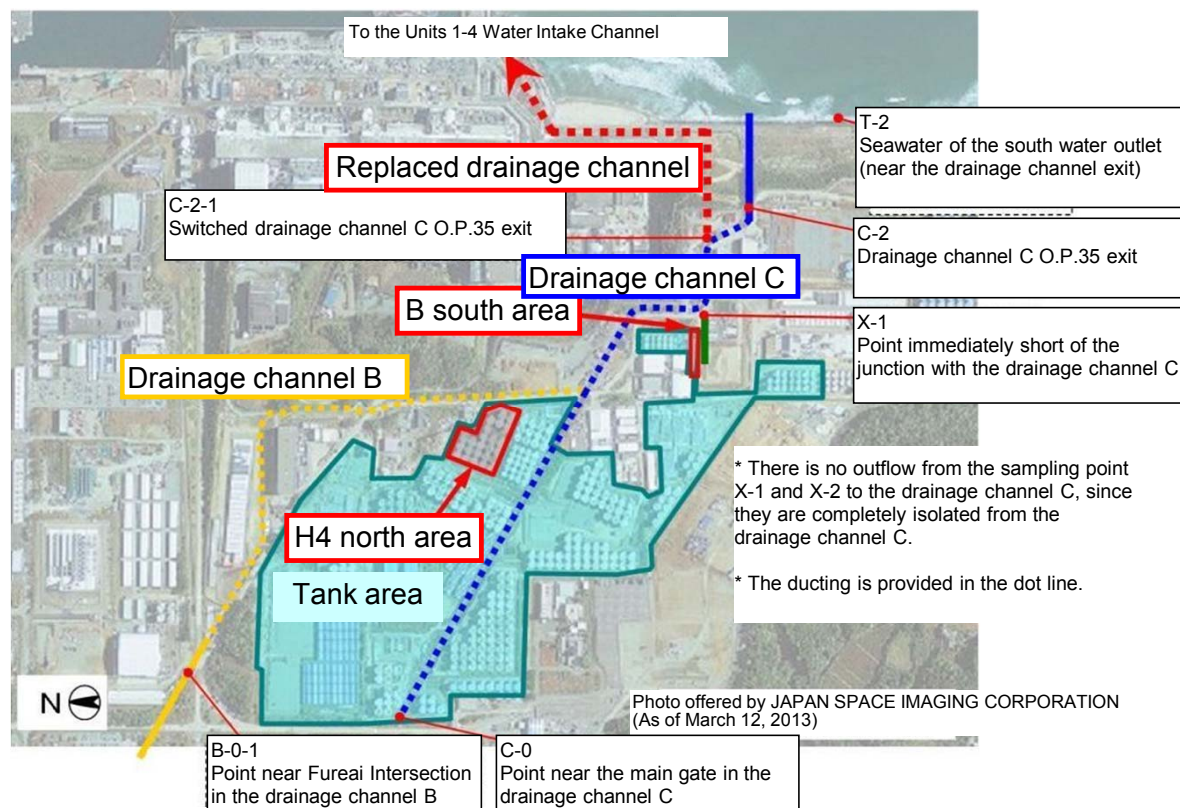 To the Units 1-4 Water Intake Channel
T-2
Seawater of the south water outlet
(near the drainage channel exit)
Replaced drainage channel
C-2-1
Switched drainage channel C O.P.35 exit
C-2
Drainage channel C O.P.35 exit
Drainage channel C
B south area
X-1
Point immediately short of the
junction with the drainage channel C
Drainage channel B
* There is no outflow from the sampling point
X-1 and X-2 to the drainage channel C, since
they are completely isolated from the
drainage channel C.
* The ducting is provided in the dot line.
H4 north area
Tank area
N
Photo offered by JAPAN SPACE IMAGING CORPORATION
(As of March 12, 2013)
B-0-1
Point near Fureai Intersection
in the drainage channel B
C-0
Point near the main gate in the
drainage channel C